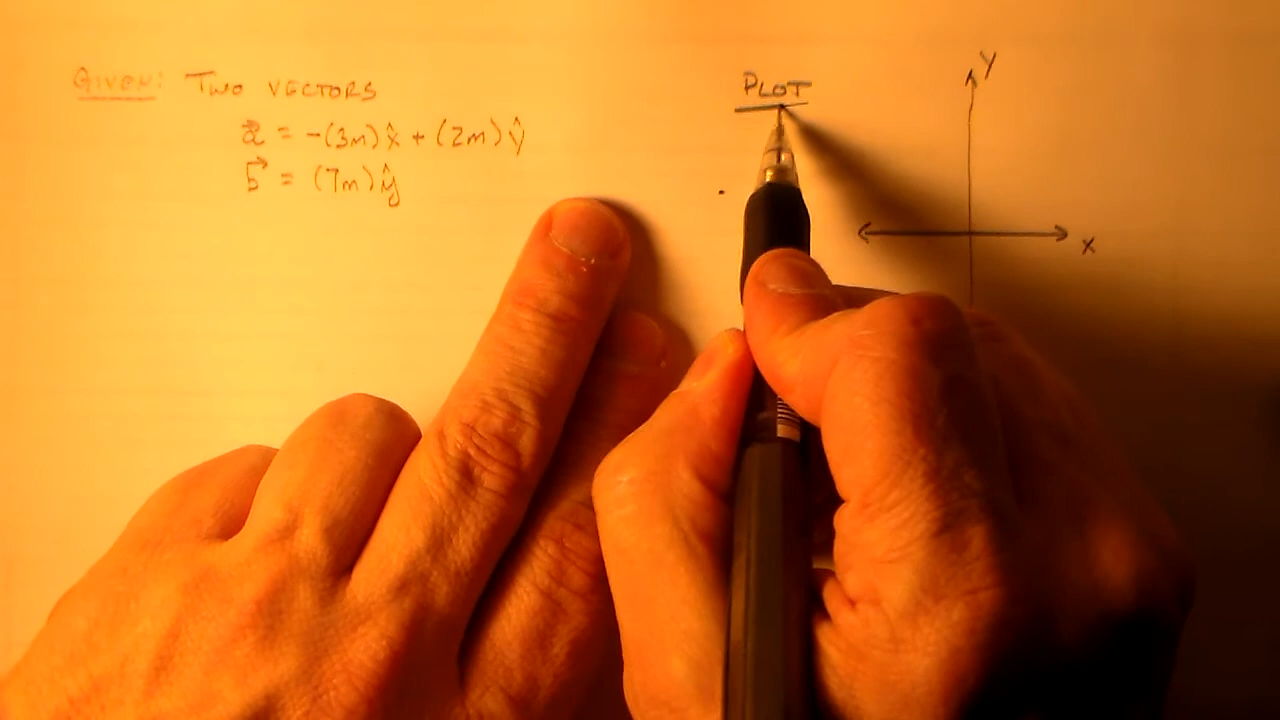 GIVEN: TWO VECTORS
a⃗ = -(3m)x̂ + (2m)ŷ
b⃗ = (7m)ŷ
PLOT
Y
X